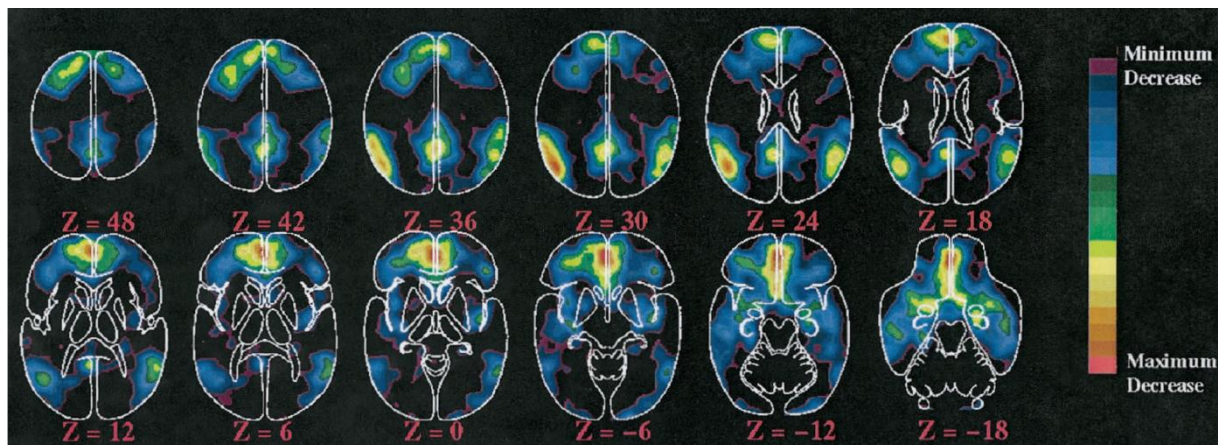 Z = 48
Z = 42
Z = 36
Z = 30
Z = 24
Z = 18
Z = 12
Z = 6
Z = 0
Z = -6
Z = -12
Z = -18
Minimum
Decrease
Maximum
Decrease